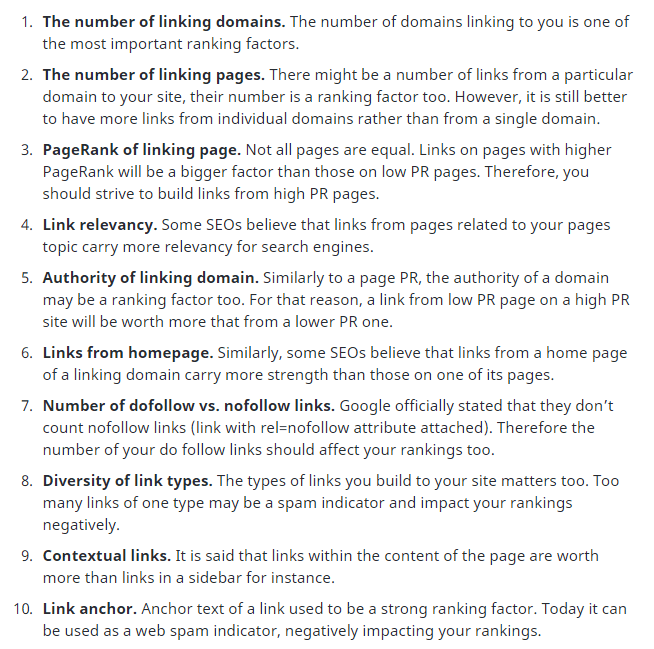 1. The number of linking domains. The number of domains linking to you is one of
the most important ranking factors.
2. The number of linking pages. There might be a number of links from a particular
domain to your site, their number is a ranking factor too. However, it is still better
to have more links from individual domains rather than from a single domain.
3. PageRank of linking page. Not all pages are equal. Links on pages with higher
PageRank will be a bigger factor than those on low PR pages. Therefore, you
should strive to build links from high PR pages.
4. Link relevancy. Some SEOs believe that links from pages related to your pages
topic carry more relevancy for search engines.
5. Authority of linking domain. Similarly to a page PR, the authority of a domain
may be a ranking factor too. For that reason, a link from low PR page on a high PR
site will be worth more that from a lower PR one.
6. Links from homepage. Similarly, some SEOs believe that links from a home page
of a linking domain carry more strength than those on one of its pages.
7. Number of dofollow vs. nofollow links. Google officially stated that they don’t
count nofollow links (link with rel=nofollow attribute attached). Therefore the
number of your do follow links should affect your rankings too.
8. Diversity of link types. The types of links you build to your site matters too. Too
many links of one type may be a spam indicator and impact your rankings
negatively.
9. Contextual links. It is said that links within the content of the page are worth
more than links in a sidebar for instance.
10. Link anchor. Anchor text of a link used to be a strong ranking factor. Today it can
be used as a web spam indicator, negatively impacting your rankings.